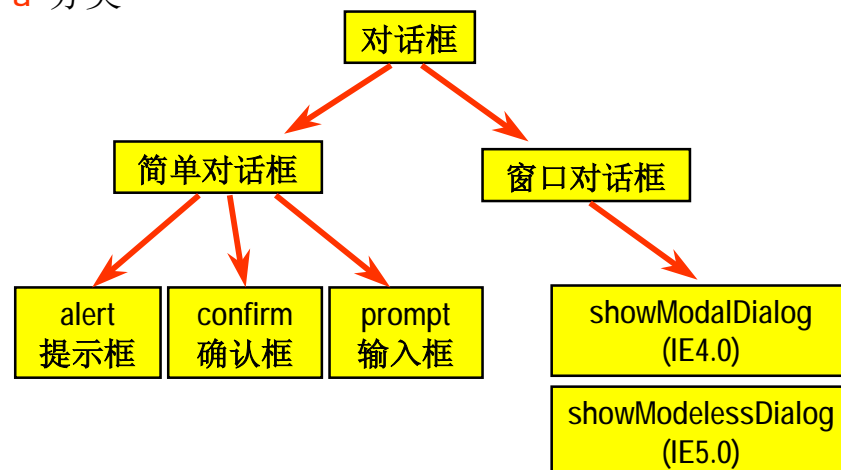 对话框
简单对话框
窗口对话框
alert
提示框
confirm
确认框
prompt
输入框
showModalDialog
(IE4.0)
showModelessDialog
(IE5.0)